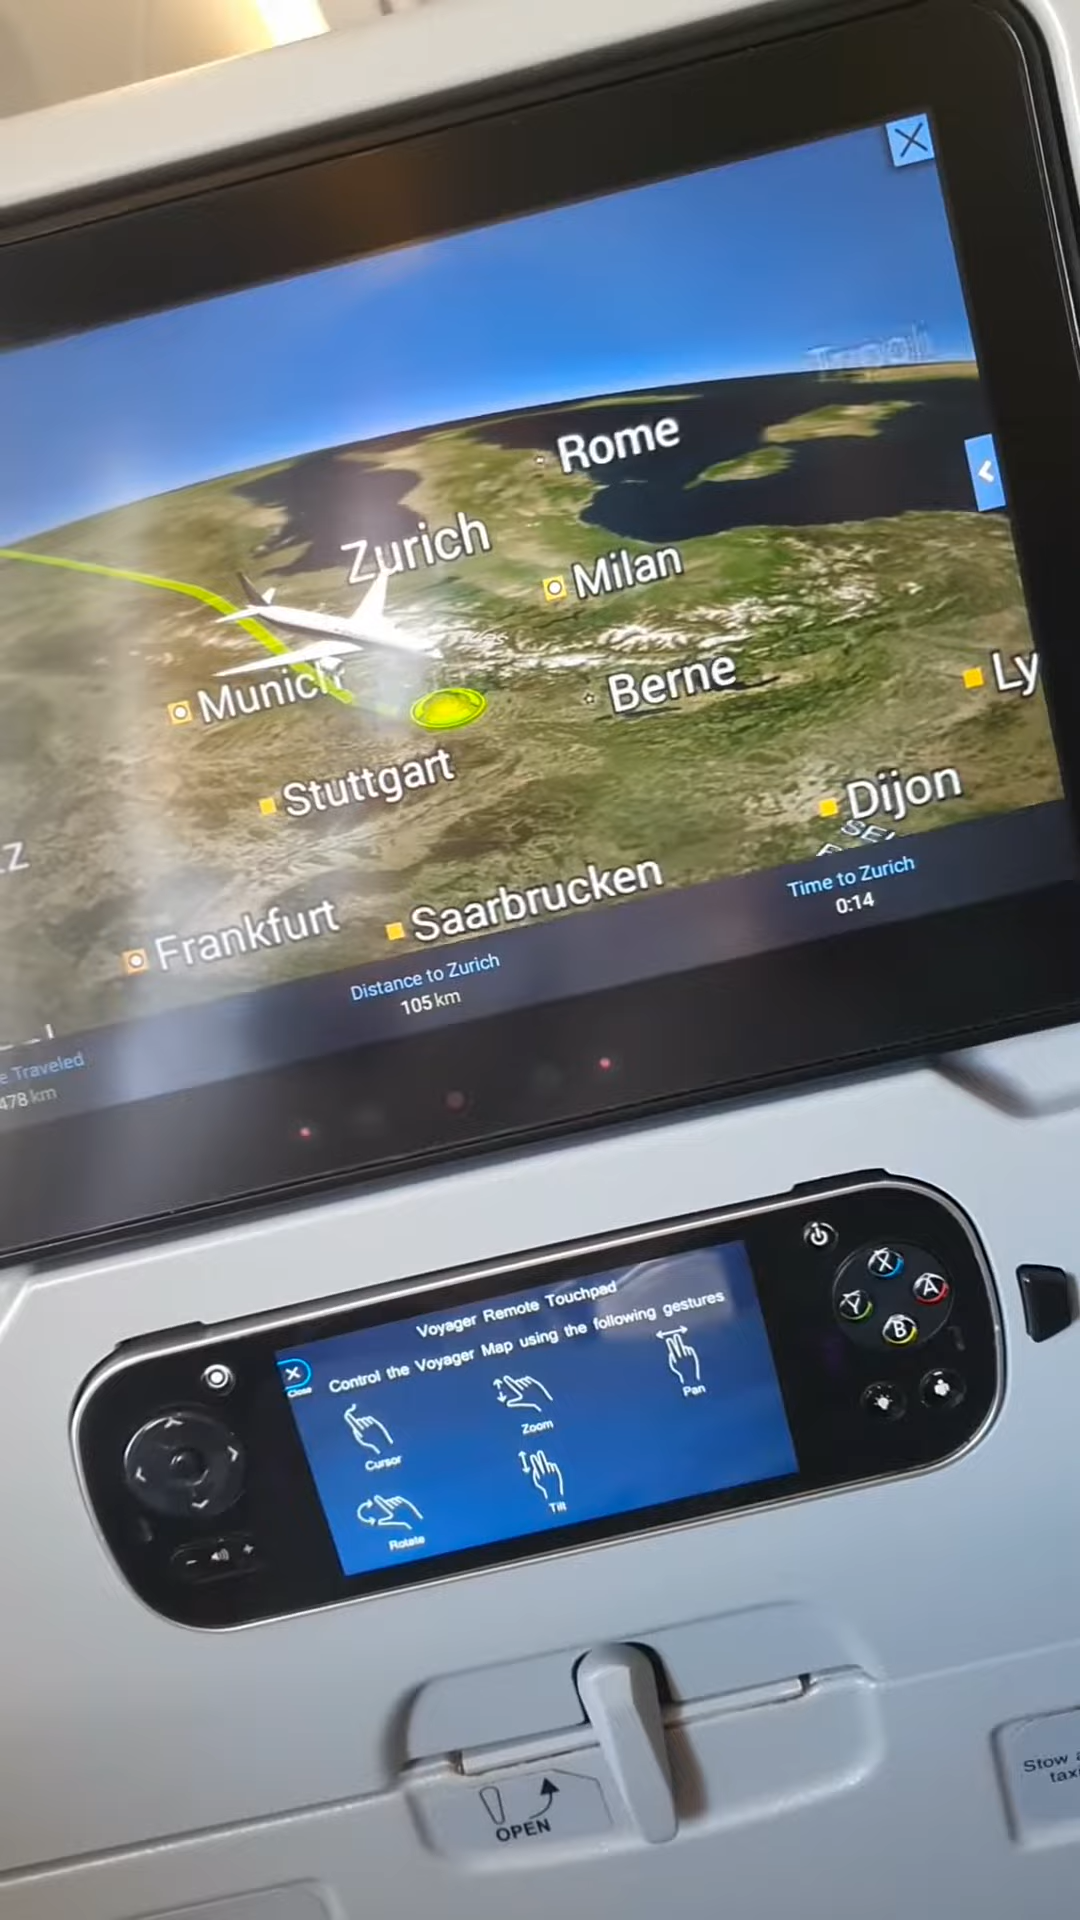 Rome
Zurich
Milan
Berne
Munich
Stuttgart
Dijon
Saarbrucken
Frankfurt
Time to Zurich
0:14
Distance to Zurich
105 km
Traveled
478 km
Voyager Remote Touchpad
Control the Voyager Map using the following gestures
Close
Cursor
Zoom
Pan
Rotate
Tilt
X
A
Y
B
- +
OPEN
Stow